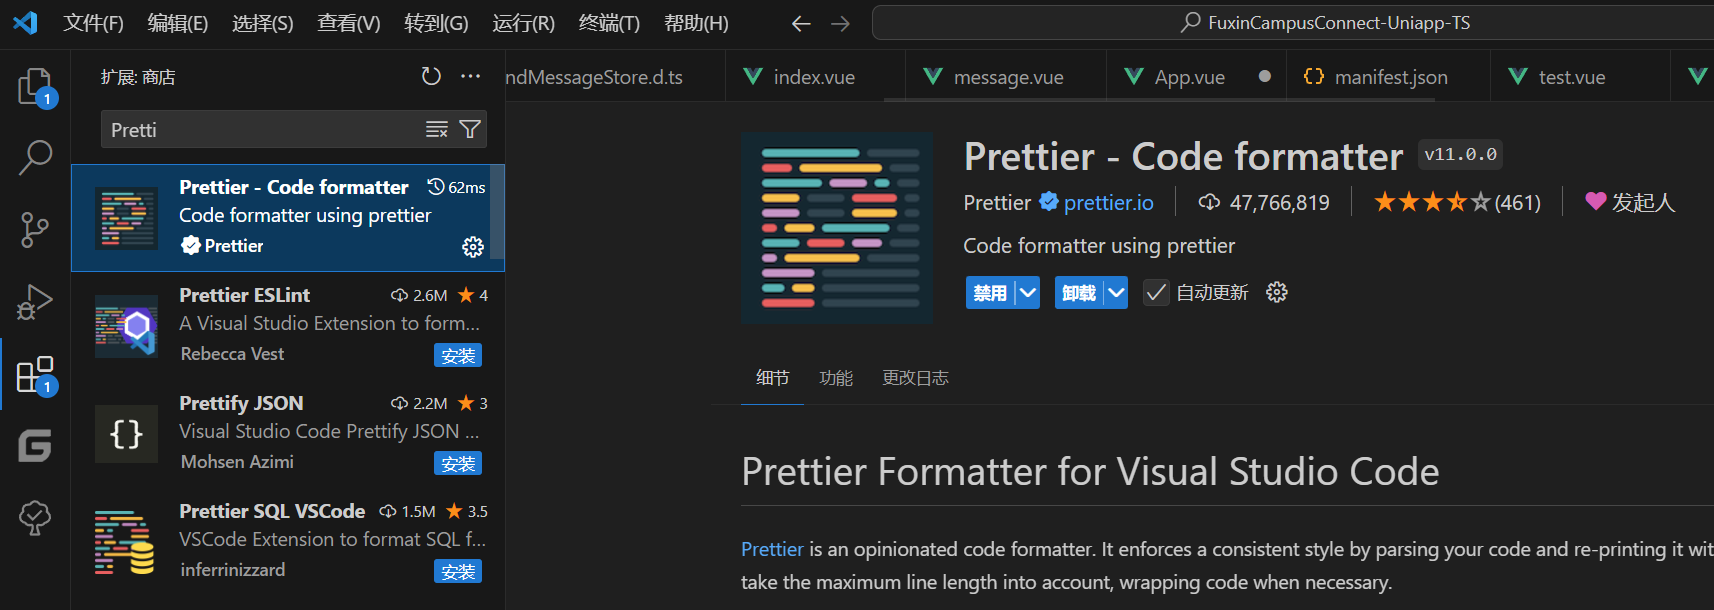 文件(F) 编辑(E) 选择(S) 查看(V) 转到(G) 运行(R) 终端(T) 帮助(H) FuxinCampusConnect-Uniapp-TS
扩展: 商店
ndMessageStore.d.ts index.vue message.vue App.vue manifest.json test.vue
1
1
Pretti
Prettier - Code formatter 62ms
Code formatter using prettier
Prettier
Prettier ESLint 2.6M 4
A Visual Studio Extension to form...
Rebecca Vest 安装
Prettify JSON 2.2M 3
Visual Studio Code Prettify JSON ...
Mohsen Azimi 安装
Prettier SQL VSCode 1.5M 3.5
VSCode Extension to format SQL f...
inferrinizzard 安装
Prettier - Code formatter v11.0.0
Prettier prettier.io 47,766,819 (461) 发起人
Code formatter using prettier
禁用 卸载 自动更新
细节 功能 更改日志
Prettier Formatter for Visual Studio Code
Prettier is an opinionated code formatter. It enforces a consistent style by parsing your code and re-printing it wit
take the maximum line length into account, wrapping code when necessary.